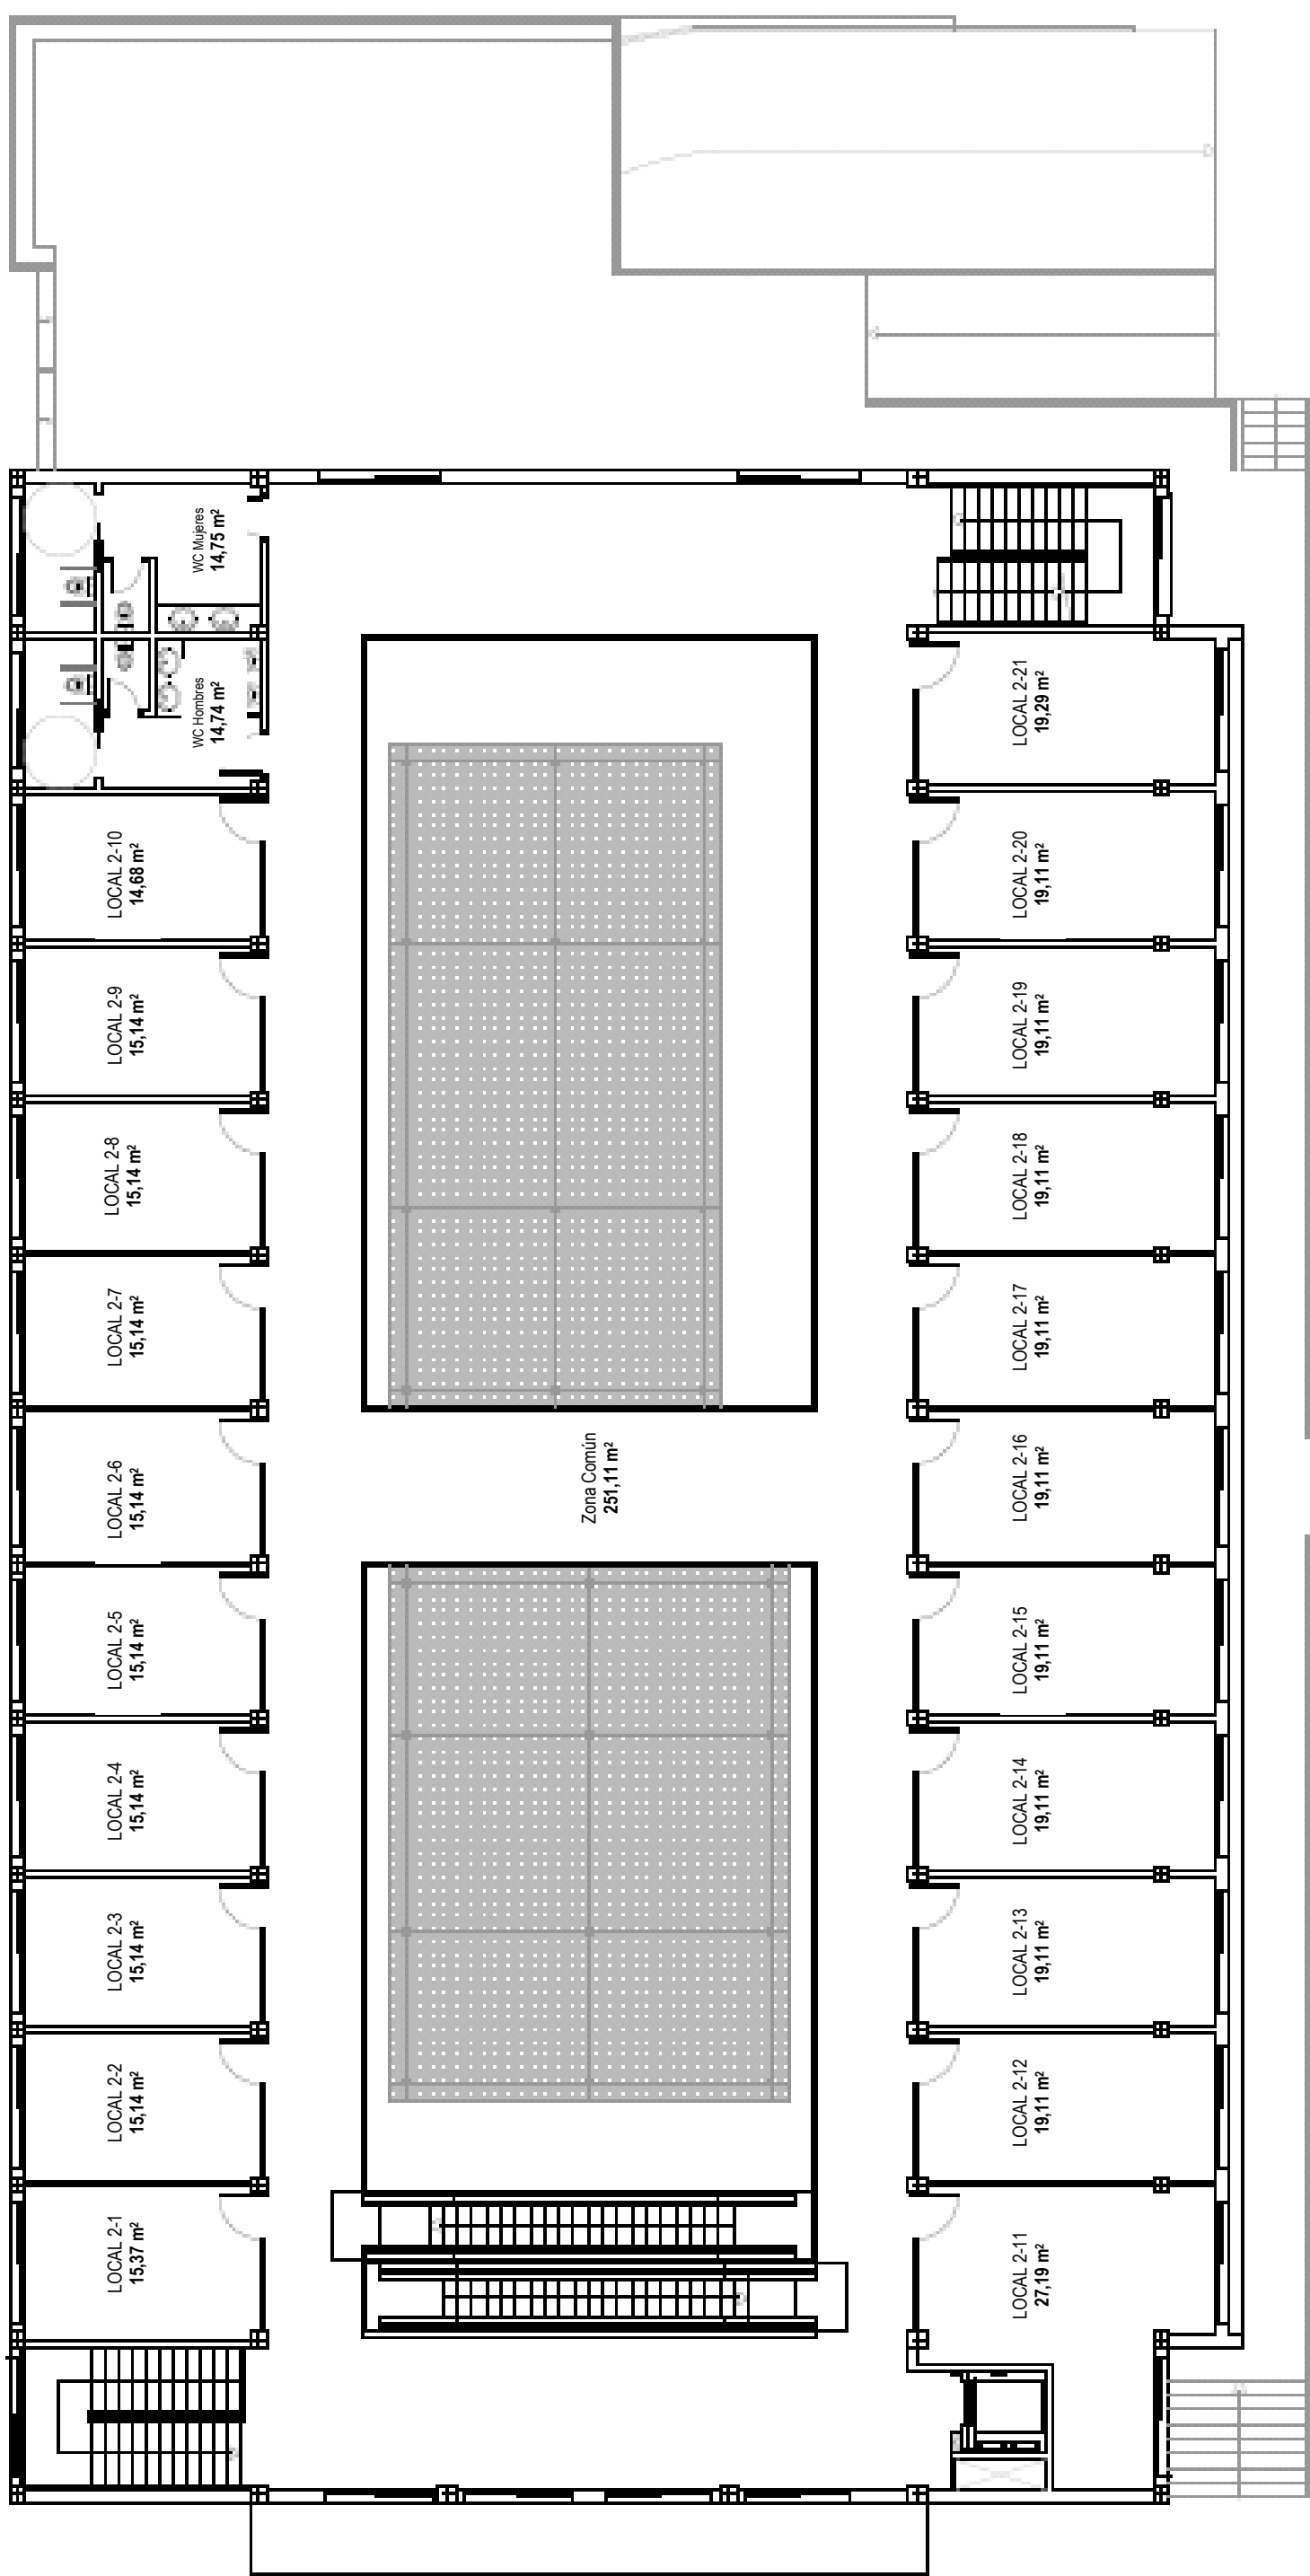 WC Mujeres
14,75 m²
WC Hombres
14,74 m²
LOCAL 2-10
14,68 m²
LOCAL 2-9
15,14 m²
LOCAL 2-8
15,14 m²
LOCAL 2-7
15,14 m²
LOCAL 2-6
15,14 m²
LOCAL 2-5
15,14 m²
LOCAL 2-4
15,14 m²
LOCAL 2-3
15,14 m²
LOCAL 2-2
15,14 m²
LOCAL 2-1
15,37 m²
Zona Común
251,11 m²
LOCAL 2-21
19,29 m²
LOCAL 2-20
19,11 m²
LOCAL 2-19
19,11 m²
LOCAL 2-18
19,11 m²
LOCAL 2-17
19,11 m²
LOCAL 2-16
19,11 m²
LOCAL 2-15
19,11 m²
LOCAL 2-14
19,11 m²
LOCAL 2-13
19,11 m²
LOCAL 2-12
19,11 m²
LOCAL 2-11
27,19 m²